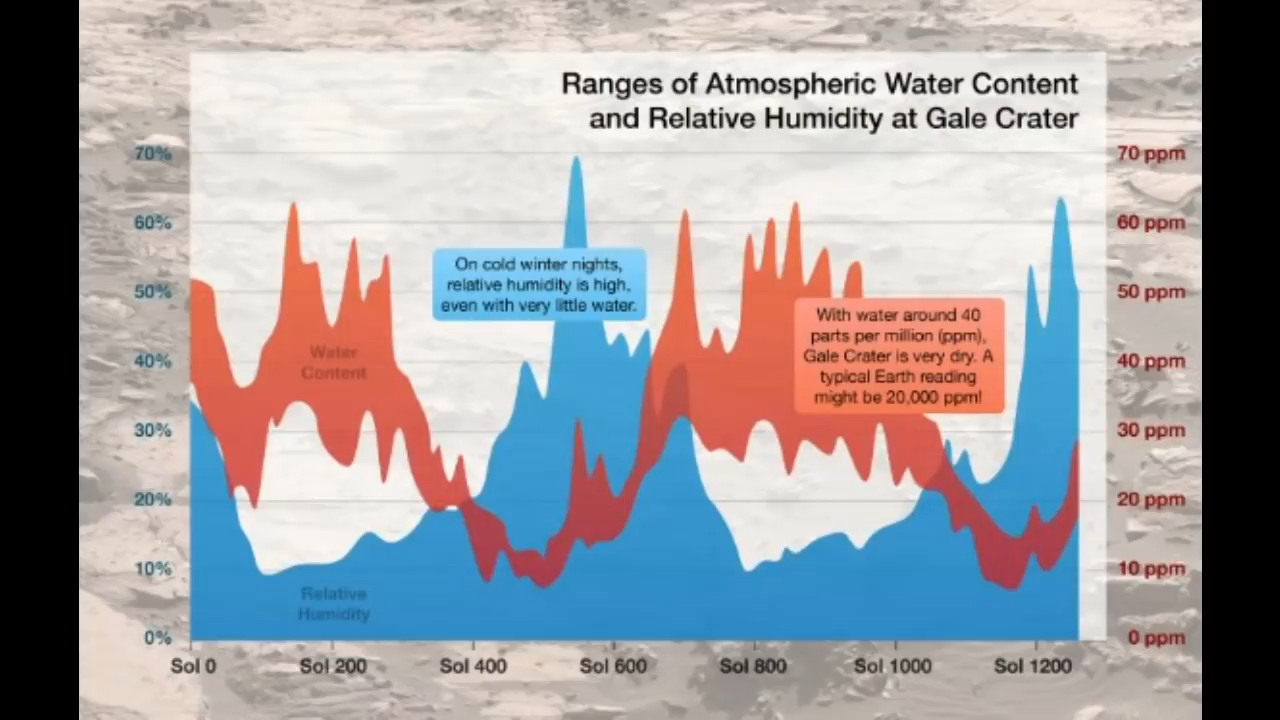 Ranges of Atmospheric Water Content
and Relative Humidity at Gale Crater
70%
60%
50%
40%
30%
20%
10%
0%
70 ppm
60 ppm
50 ppm
40 ppm
30 ppm
20 ppm
10 ppm
0 ppm
On cold winter nights,
relative humidity is high,
even with very little water.
With water around 40
parts per million (ppm),
Gale Crater is very dry. A
typical Earth reading
might be 20,000 ppm!
Water
Content
Relative
Humidity
Sol 0
Sol 200
Sol 400
Sol 600
Sol 800
Sol 1000
Sol 1200